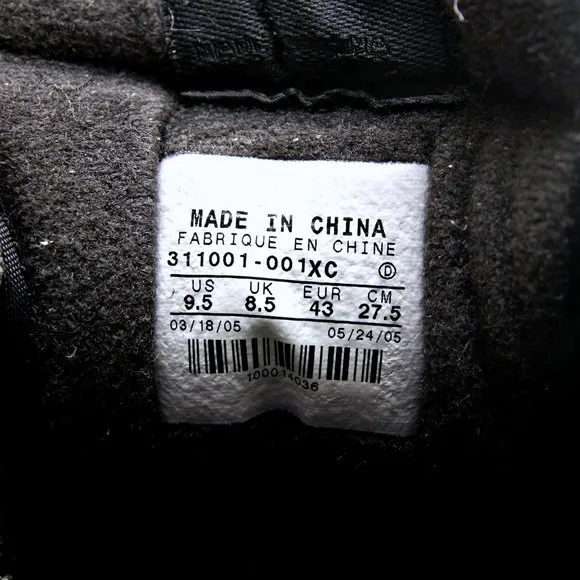 MADE IN CHINA
FABRIQUE EN CHINE
311001-001XC D
US UK EUR CM
9.5 8.5 43 27.5
03/18/05 05/24/05
100014036